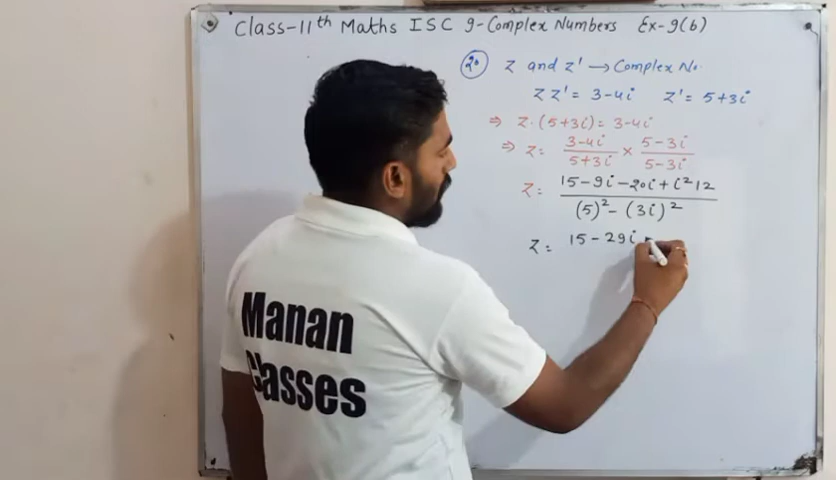 Class-11th Maths ISC 9-Complex Numbers Ex-9(b)
20 Z and Z' → Complex No.
Z Z' = 3-4i Z' = 5+3i
⇒ Z·(5+3i) = 3-4i
⇒ Z = (3-4i)/(5+3i) × (5-3i)/(5-3i)
Z = (15-9i-20i+i²12)/((5)²-(3i)²)
Z = 15-29i
Manan
Classes